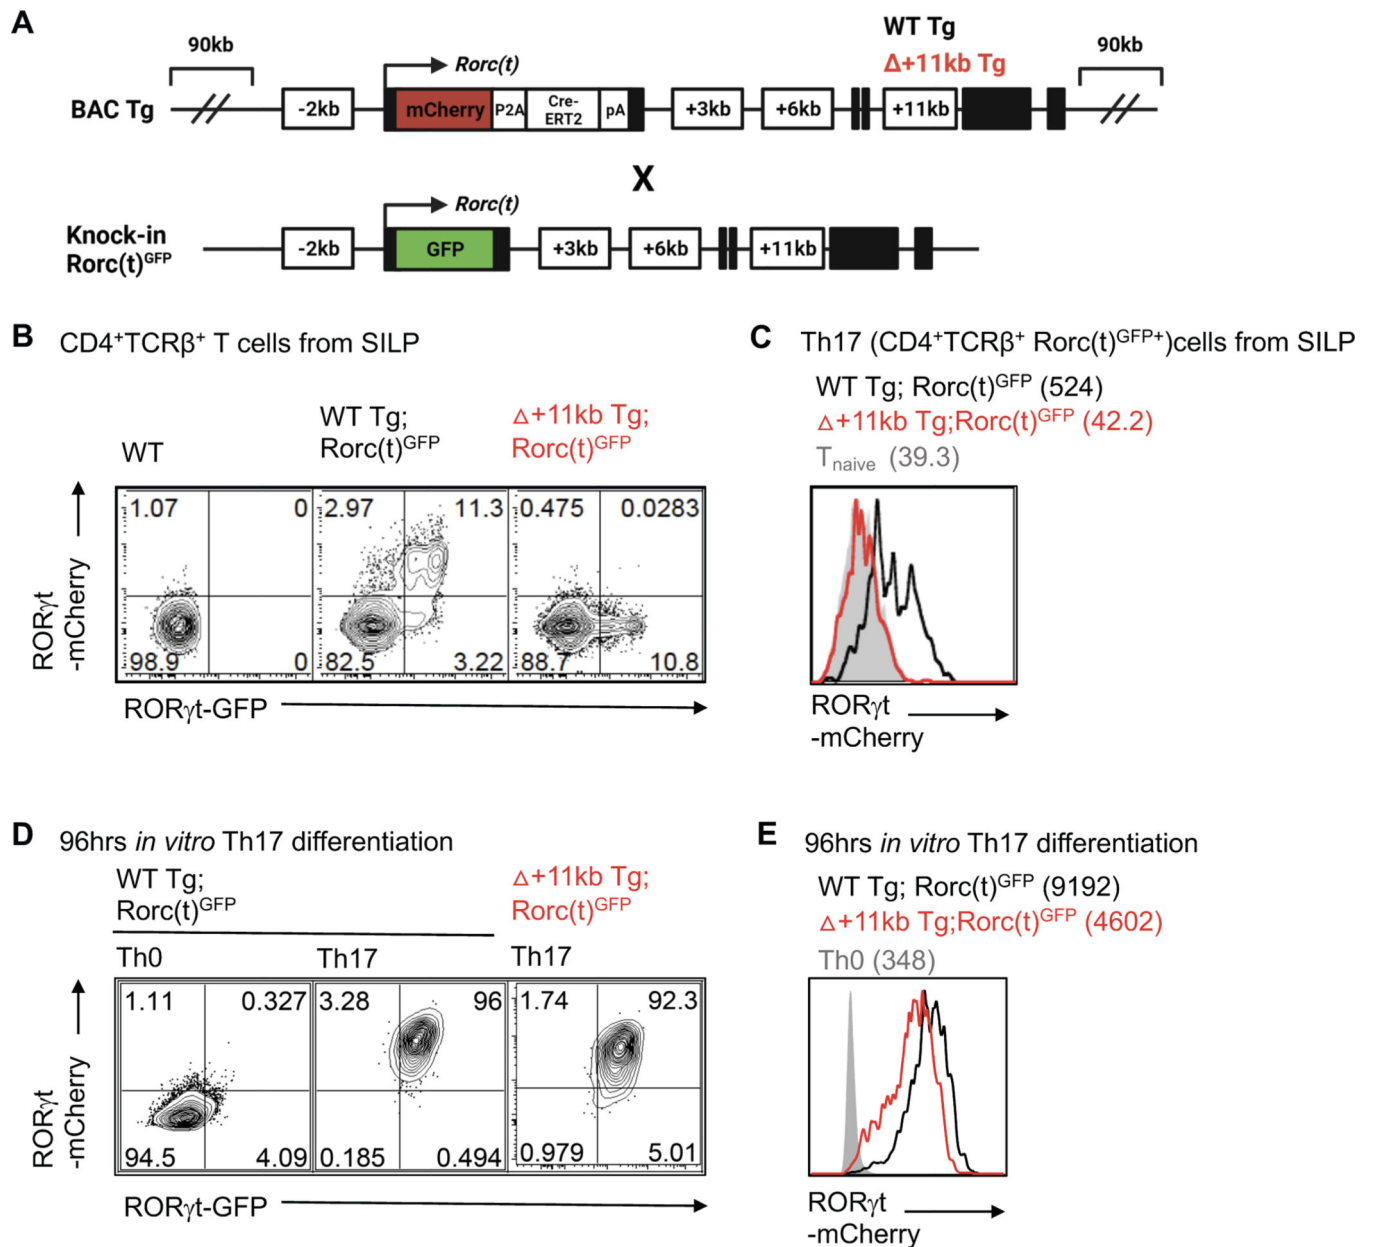 A
WT Tg
Δ+11kb Tg
90kb
90kb
Rorc(t)
BAC Tg
-2kb
mCherry
P2A
Cre-
ERT2
pA
+3kb
+6kb
+11kb
X
Rorc(t)
Knock-in
Rorc(t)GFP
-2kb
GFP
+3kb
+6kb
+11kb
B
CD4+TCRβ+ T cells from SILP
WT
WT Tg;
Rorc(t)GFP
Δ+11kb Tg;
Rorc(t)GFP
1.07 0 2.97 11.3 0.475 0.0283
98.9 0 82.5 3.22 88.7 10.8
RORγt
-mCherry
RORγt-GFP
C
Th17 (CD4+TCRβ+ Rorc(t)GFP+)cells from SILP
WT Tg; Rorc(t)GFP (524)
Δ+11kb Tg;Rorc(t)GFP (42.2)
Tnaive (39.3)
RORγt
-mCherry
D
96hrs in vitro Th17 differentiation
WT Tg;
Rorc(t)GFP
Δ+11kb Tg;
Rorc(t)GFP
Th0 Th17 Th17
1.11 0.327 3.28 96 1.74 92.3
94.5 4.09 0.185 0.494 0.979 5.01
RORγt
-mCherry
RORγt-GFP
E
96hrs in vitro Th17 differentiation
WT Tg; Rorc(t)GFP (9192)
Δ+11kb Tg;Rorc(t)GFP (4602)
Th0 (348)
RORγt
-mCherry